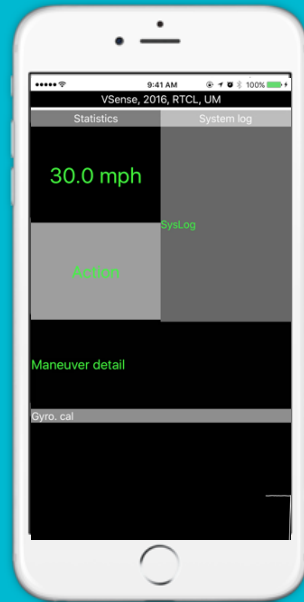 9:41 AM 100%
VSense, 2016, RTCL, UM
Statistics System log
30.0 mph
SysLog
Action
Maneuver detail
Gyro. cal